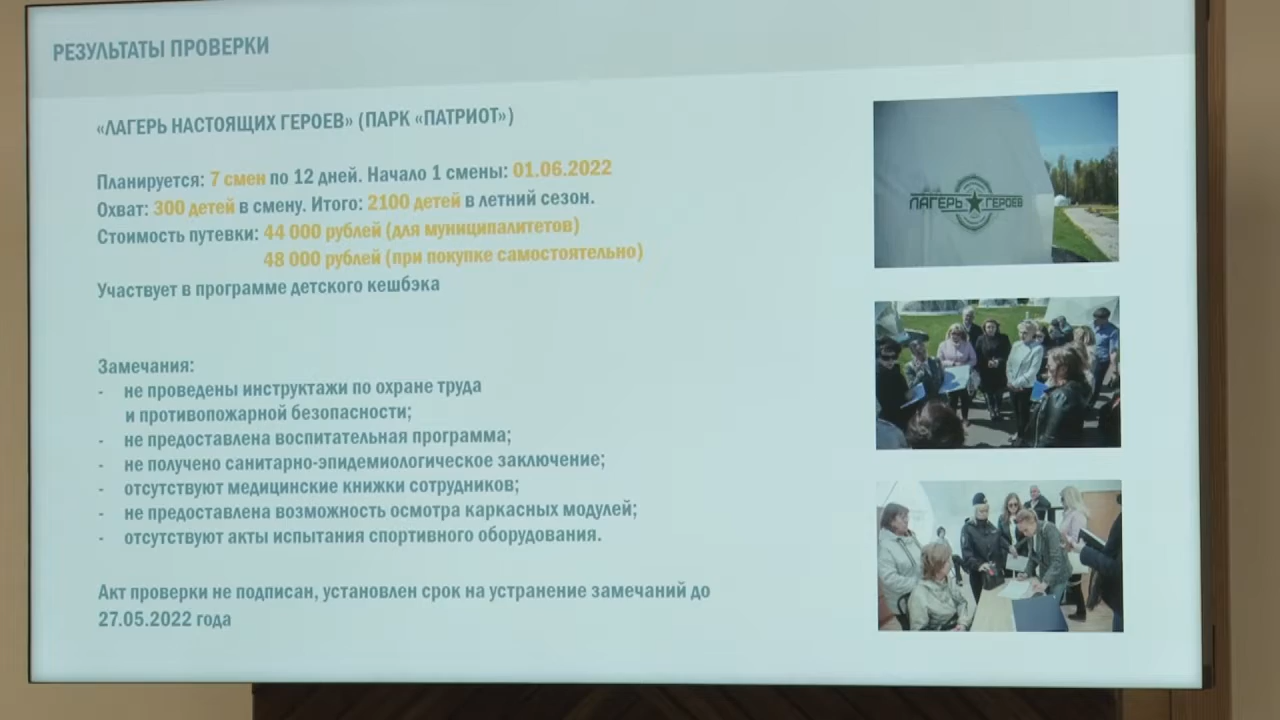 РЕЗУЛЬТАТЫ ПРОВЕРКИ
«ЛАГЕРЬ НАСТОЯЩИХ ГЕРОЕВ» (ПАРК «ПАТРИОТ»)
Планируется: 7 смен по 12 дней. Начало 1 смены: 01.06.2022
Охват: 300 детей в смену. Итого: 2100 детей в летний сезон.
Стоимость путевки: 44 000 рублей (для муниципалитетов)
48 000 рублей (при покупке самостоятельно)
Участвует в программе детского кешбэка
Замечания:
- не проведены инструктажи по охране труда
и противопожарной безопасности;
- не предоставлена воспитательная программа;
- не получено санитарно-эпидемиологическое заключение;
- отсутствуют медицинские книжки сотрудников;
- не предоставлена возможность осмотра каркасных модулей;
- отсутствуют акты испытания спортивного оборудования.
Акт проверки не подписан, установлен срок на устранение замечаний до
27.05.2022 года
ЛАГЕРЬ ГЕРОЕВ